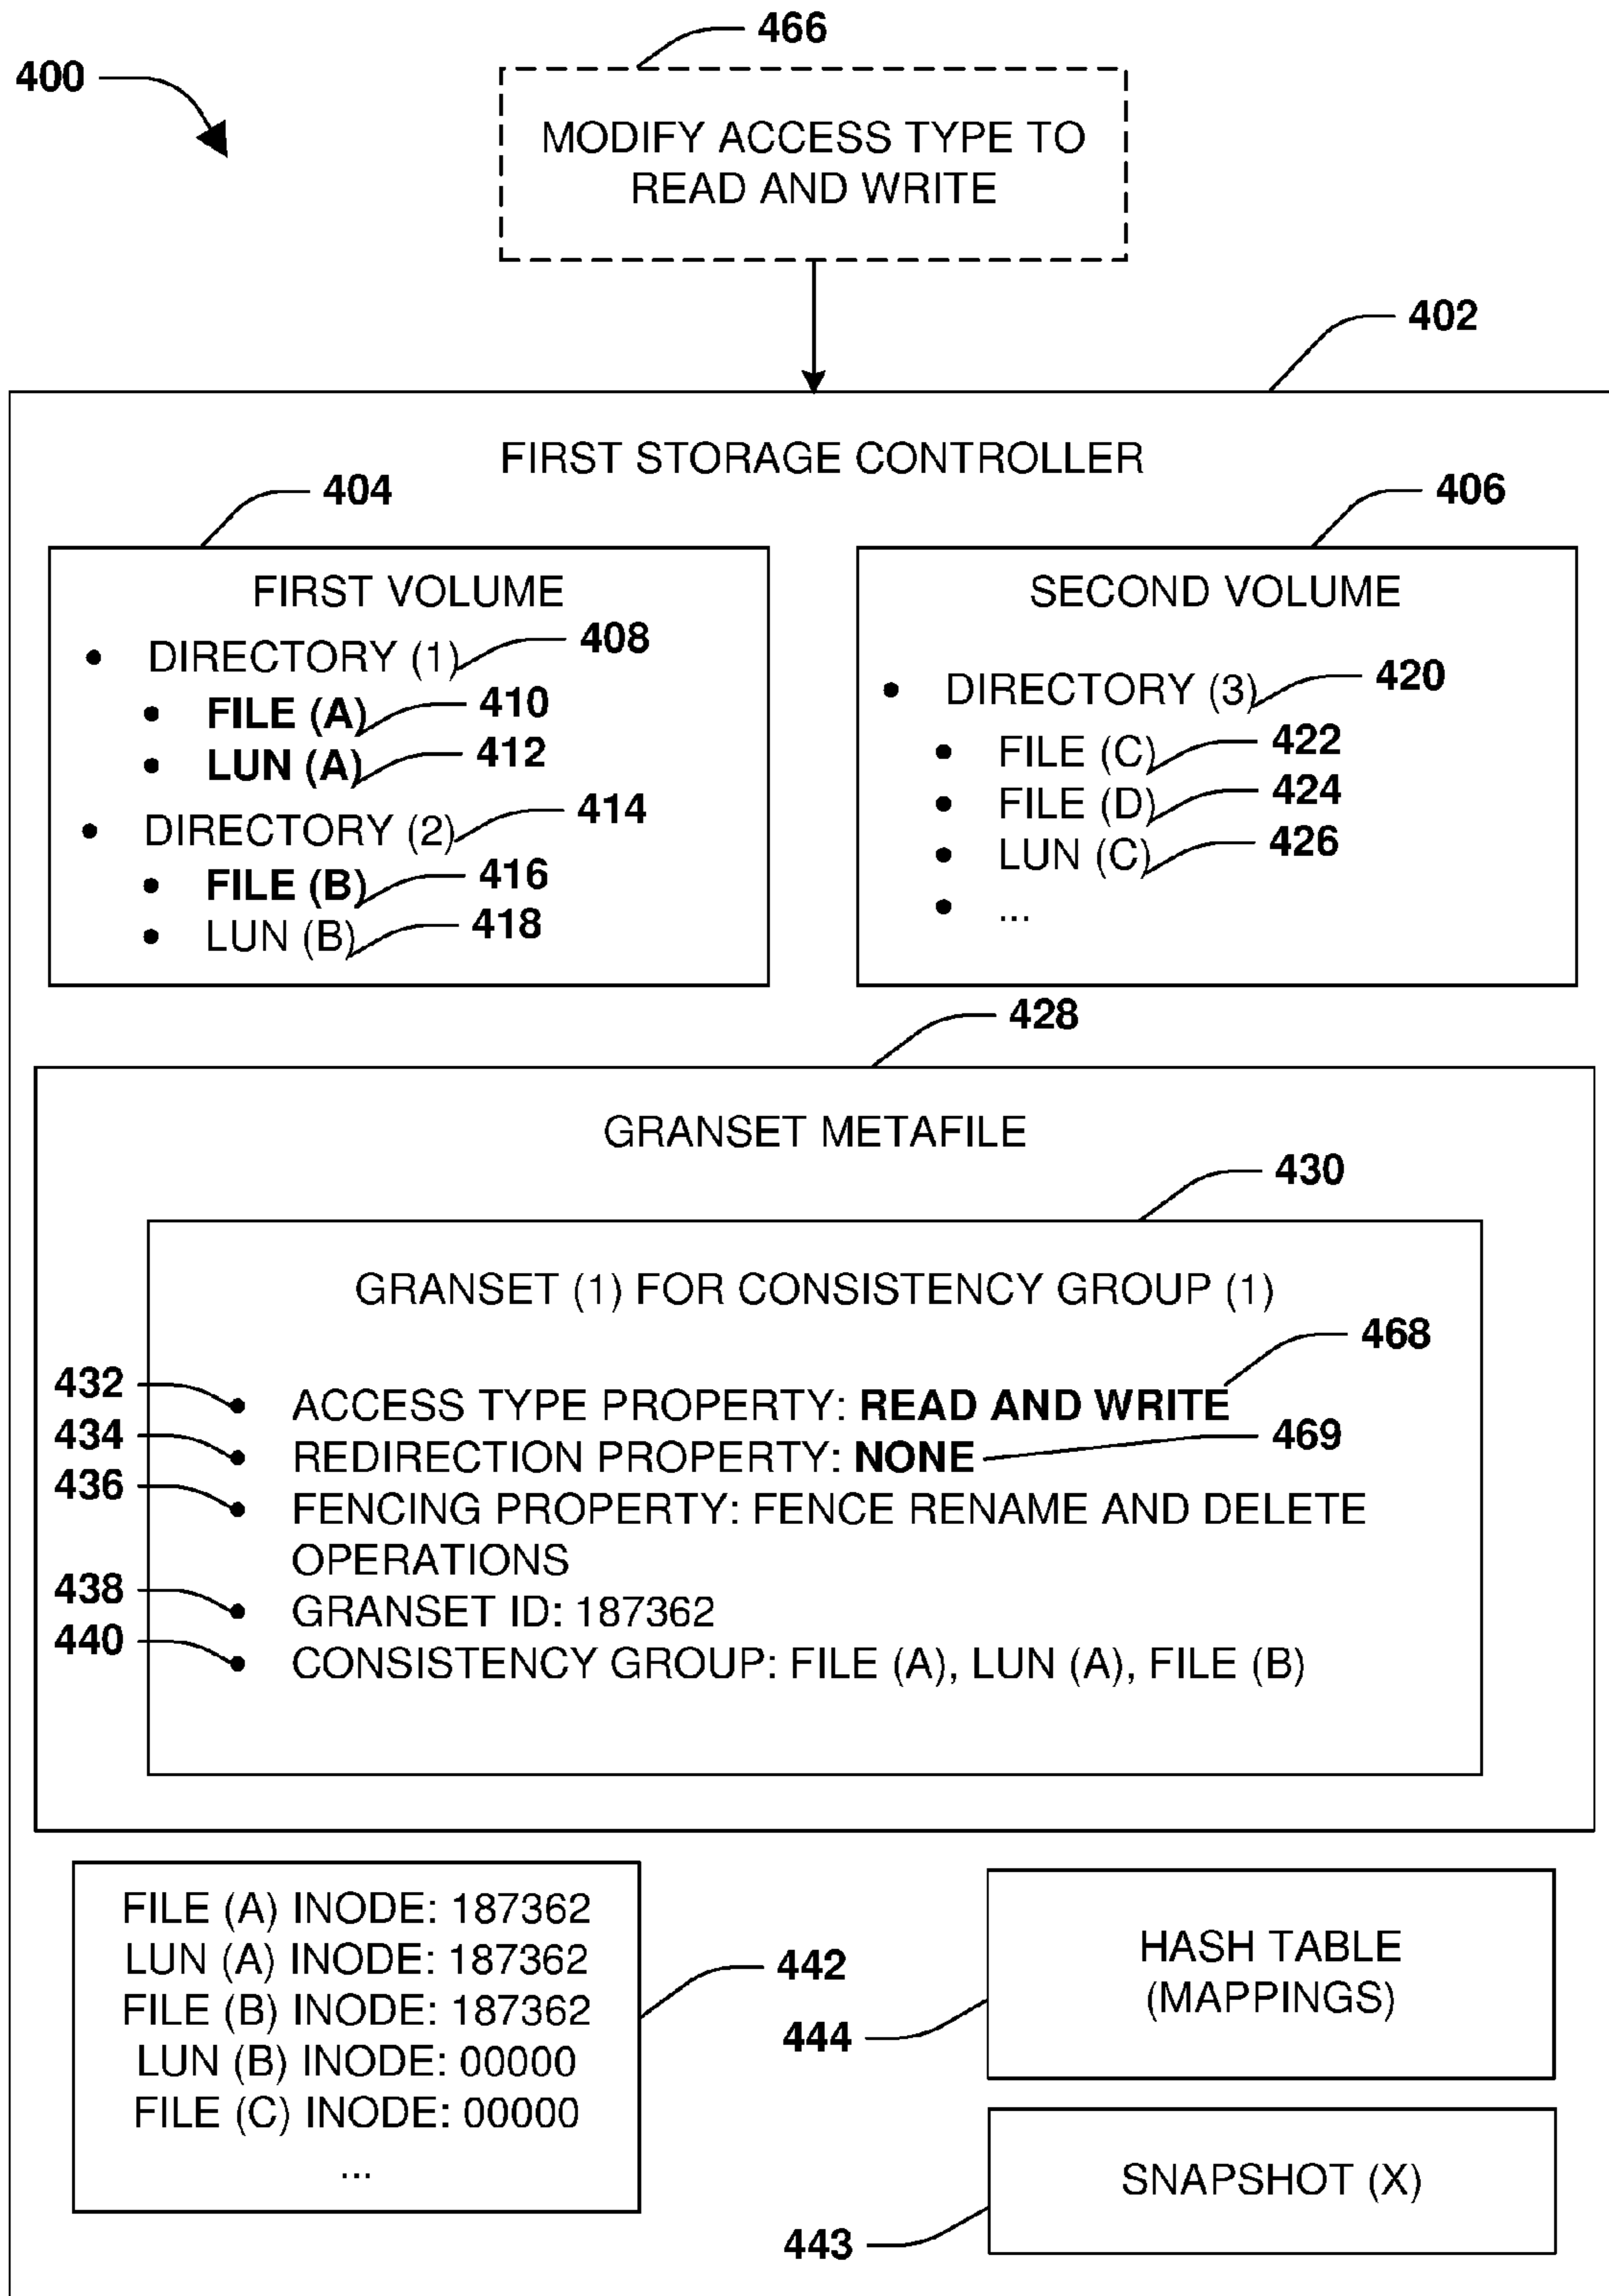 466
400
MODIFY ACCESS TYPE TO
READ AND WRITE
402
FIRST STORAGE CONTROLLER
404
406
FIRST VOLUME
• DIRECTORY (1) 408
• FILE (A) 410
• LUN (A) 412
• DIRECTORY (2) 414
• FILE (B) 416
• LUN (B) 418
SECOND VOLUME
• DIRECTORY (3) 420
• FILE (C) 422
• FILE (D) 424
• LUN (C) 426
• ...
428
GRANSET METAFILE
430
GRANSET (1) FOR CONSISTENCY GROUP (1)
468
432 • ACCESS TYPE PROPERTY: READ AND WRITE
434 • REDIRECTION PROPERTY: NONE 469
436 • FENCING PROPERTY: FENCE RENAME AND DELETE
OPERATIONS
438 • GRANSET ID: 187362
440 • CONSISTENCY GROUP: FILE (A), LUN (A), FILE (B)
FILE (A) INODE: 187362
LUN (A) INODE: 187362
FILE (B) INODE: 187362
LUN (B) INODE: 00000
FILE (C) INODE: 00000
...
442
HASH TABLE
(MAPPINGS)
444
SNAPSHOT (X)
443